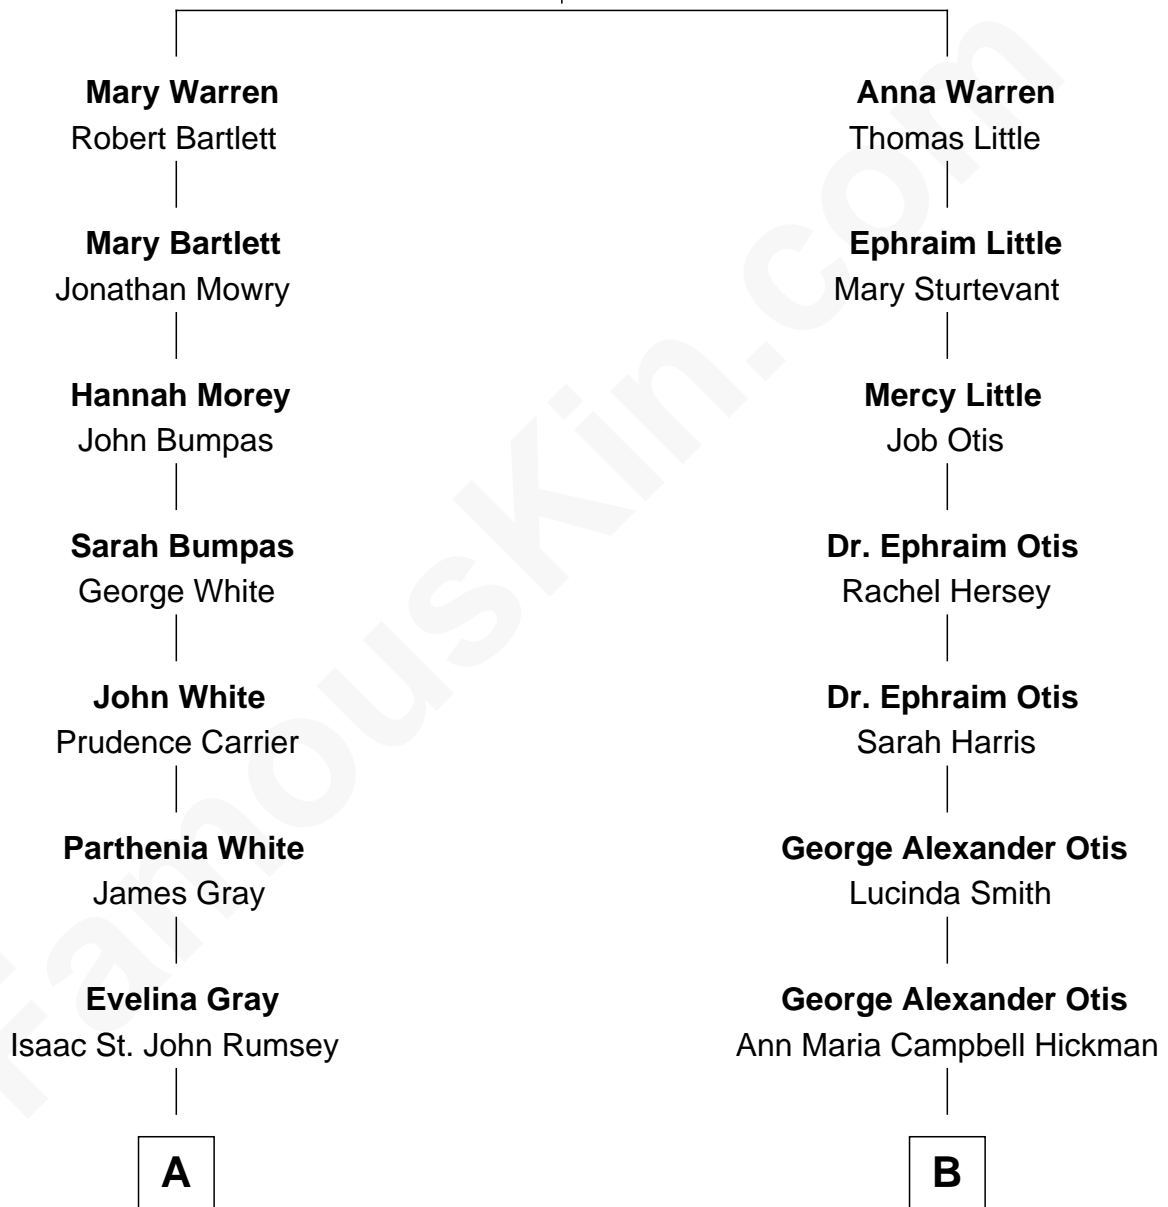 Mary Warren
Robert Bartlett
Mary Bartlett
Jonathan Mowry
Hannah Morey
John Bumpas
Sarah Bumpas
George White
John White
Prudence Carrier
Parthenia White
James Gray
Evelina Gray
Isaac St. John Rumsey
A
Anna Warren
Thomas Little
Ephraim Little
Mary Sturtevant
Mercy Little
Job Otis
Dr. Ephraim Otis
Rachel Hersey
Dr. Ephraim Otis
Sarah Harris
George Alexander Otis
Lucinda Smith
George Alexander Otis
Ann Maria Campbell Hickman
B
FamousKin.com